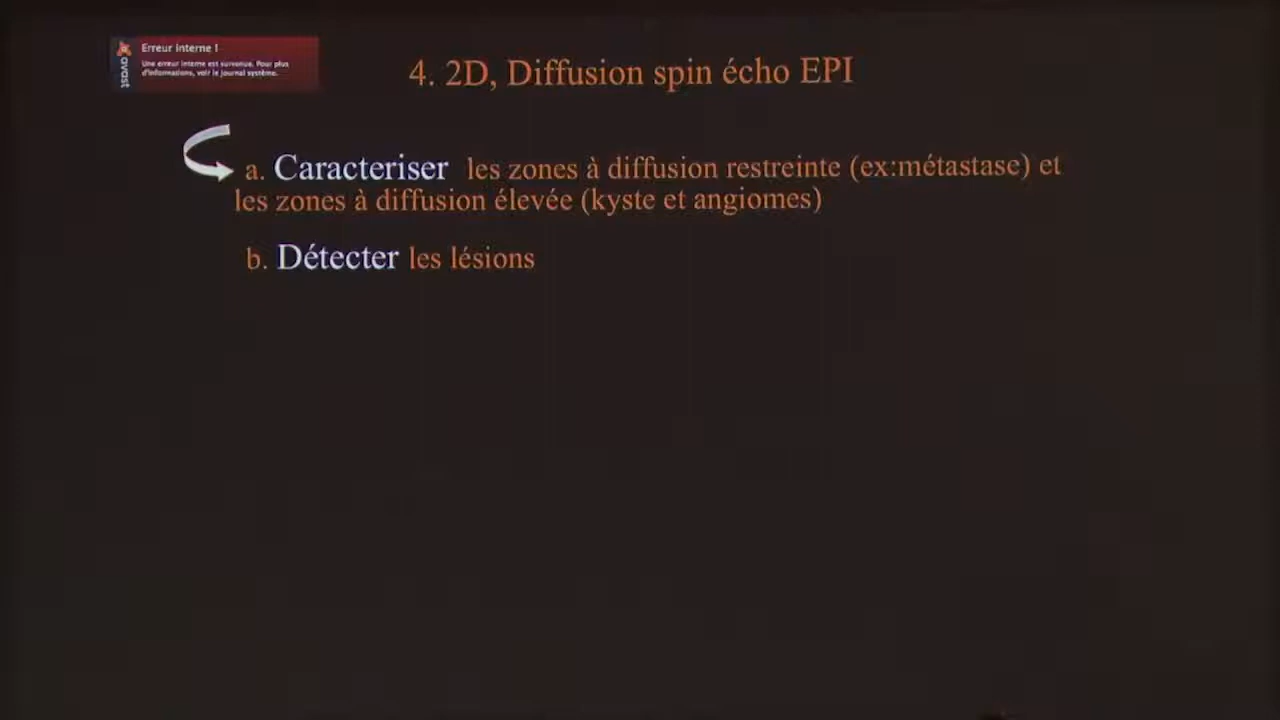 Erreur interne !
Une erreur interne est survenue. Pour plus
d'informations, voir le journal système.
avast
4. 2D, Diffusion spin écho EPI
a. Caracteriser les zones à diffusion restreinte (ex:métastase) et
les zones à diffusion élevée (kyste et angiomes)
b. Détecter les lésions